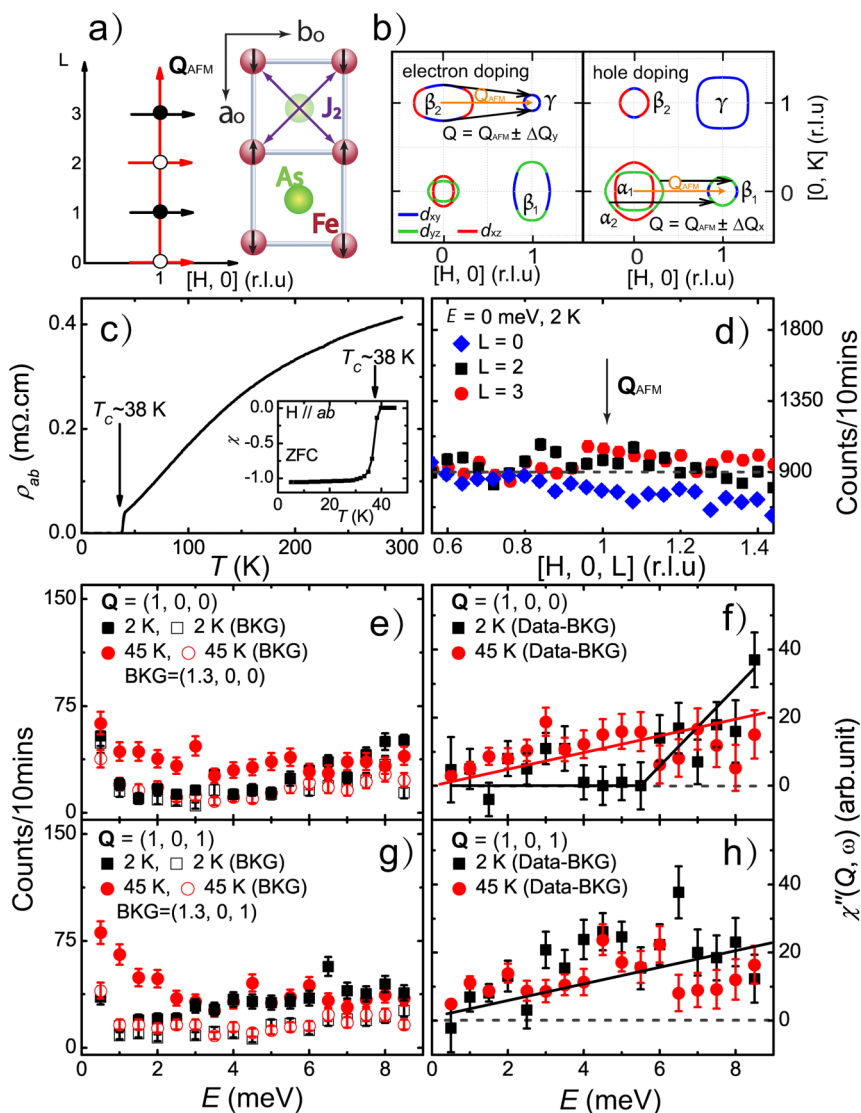 a)
L
Q_AFM
3
2
1
0
1
[H, 0] (r.l.u)
b_o
a_o
J_2
As
Fe
b)
electron doping
hole doping
β_2
Q_AFM
γ
Q = Q_AFM ± ΔQ_y
β_1
d_xy
d_yz
d_xz
β_2
γ
α_1
Q_AFM
β_1
α_2
Q = Q_AFM ± ΔQ_x
1
0
[0, K] (r.l.u)
0
1
0
1
[H, 0] (r.l.u)
[H, 0] (r.l.u)
c)
0.4
0.2
0.0
ρ_ab (mΩ.cm)
T_C~38 K
T_C~38 K
H // ab
ZFC
χ
0.0
-0.5
-1.0
0
20
40
T (K)
0
100
200
300
T (K)
d)
E = 0 meV, 2 K
L = 0
L = 2
L = 3
Q_AFM
1800
1350
900
Counts/10mins
0.6
0.8
1.0
1.2
1.4
[H, 0, L] (r.l.u)
e)
Q = (1, 0, 0)
2 K, 2 K (BKG)
45 K, 45 K (BKG)
BKG=(1.3, 0, 0)
150
75
0
f)
Q = (1, 0, 0)
2 K (Data-BKG)
45 K (Data-BKG)
40
20
0
Counts/10mins
χ″(Q, ω) (arb.unit)
g)
Q = (1, 0, 1)
2 K, 2 K (BKG)
45 K, 45 K (BKG)
BKG=(1.3, 0, 1)
150
75
0
0
2
4
6
8
E (meV)
h)
Q = (1, 0, 1)
2 K (Data-BKG)
45 K (Data-BKG)
40
20
0
0
2
4
6
8
E (meV)